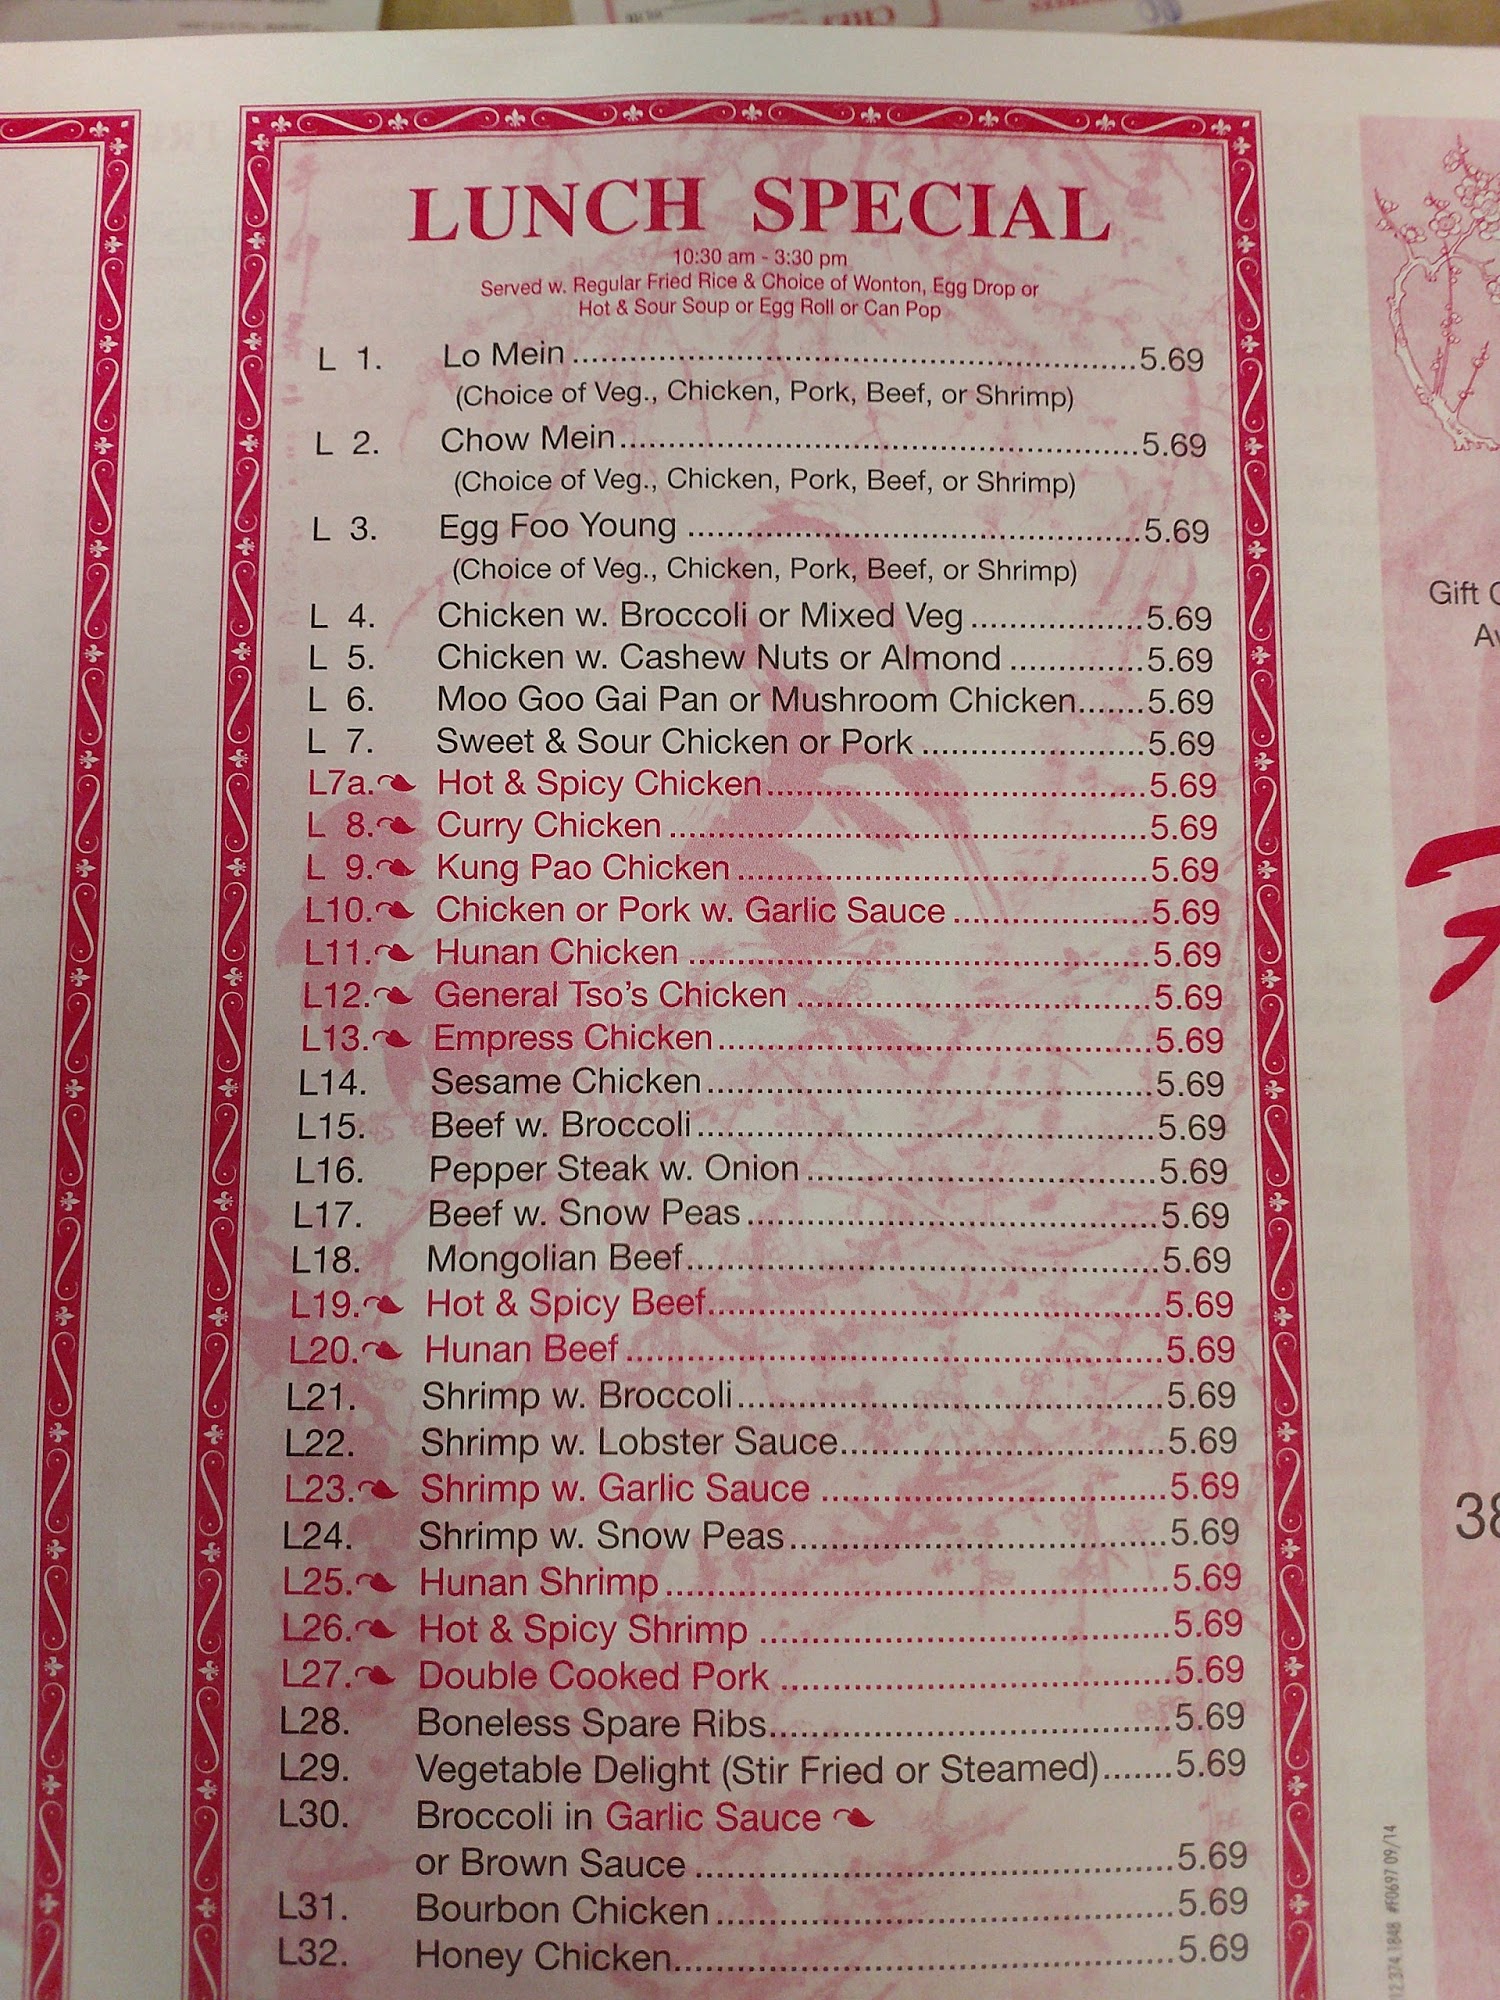 LUNCH SPECIAL
10:30 am - 3:30 pm
Served w. Regular Fried Rice & Choice of Wonton, Egg Drop or
Hot & Sour Soup or Egg Roll or Can Pop
L 1. Lo Mein 5.69
(Choice of Veg., Chicken, Pork, Beef, or Shrimp)
L 2. Chow Mein 5.69
(Choice of Veg., Chicken, Pork, Beef, or Shrimp)
L 3. Egg Foo Young 5.69
(Choice of Veg., Chicken, Pork, Beef, or Shrimp)
L 4. Chicken w. Broccoli or Mixed Veg 5.69
L 5. Chicken w. Cashew Nuts or Almond 5.69
L 6. Moo Goo Gai Pan or Mushroom Chicken 5.69
L 7. Sweet & Sour Chicken or Pork 5.69
L7a. Hot & Spicy Chicken 5.69
L 8. Curry Chicken 5.69
L 9. Kung Pao Chicken 5.69
L10. Chicken or Pork w. Garlic Sauce 5.69
L11. Hunan Chicken 5.69
L12. General Tso's Chicken 5.69
L13. Empress Chicken 5.69
L14. Sesame Chicken 5.69
L15. Beef w. Broccoli 5.69
L16. Pepper Steak w. Onion 5.69
L17. Beef w. Snow Peas 5.69
L18. Mongolian Beef 5.69
L19. Hot & Spicy Beef 5.69
L20. Hunan Beef 5.69
L21. Shrimp w. Broccoli 5.69
L22. Shrimp w. Lobster Sauce 5.69
L23. Shrimp w. Garlic Sauce 5.69
L24. Shrimp w. Snow Peas 5.69
L25. Hunan Shrimp 5.69
L26. Hot & Spicy Shrimp 5.69
L27. Double Cooked Pork 5.69
L28. Boneless Spare Ribs 5.69
L29. Vegetable Delight (Stir Fried or Steamed) 5.69
L30. Broccoli in Garlic Sauce
or Brown Sauce 5.69
L31. Bourbon Chicken 5.69
L32. Honey Chicken 5.69
Gift
38
12.374.1848 #F0697 09/14